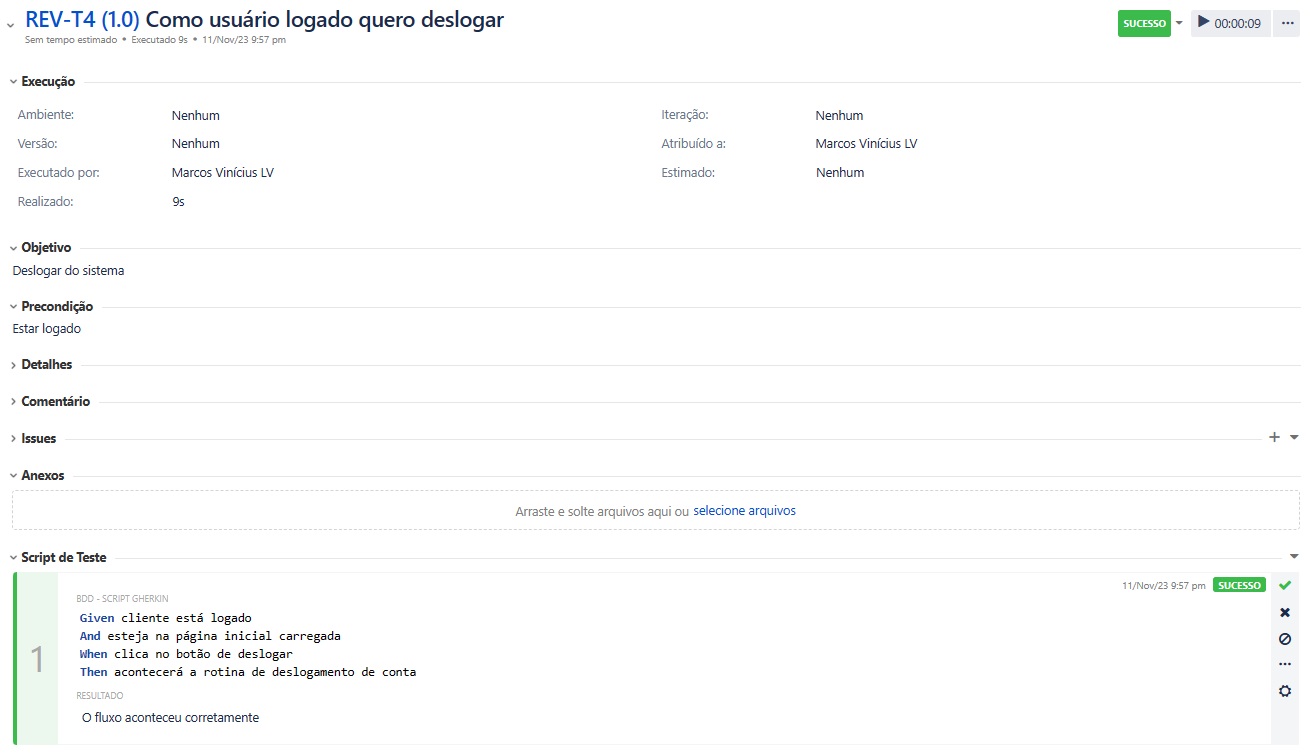 REV-T4 (1.0) Como usuário logado quero deslogar
SUCESSO
00:00:09
Sem tempo estimado • Executado 9s • 11/Nov/23 9:57 pm
Execução
Ambiente: Nenhum
Iteração: Nenhum
Versão: Nenhum
Atribuído a: Marcos Vinícius LV
Executado por: Marcos Vinícius LV
Estimado: Nenhum
Realizado: 9s
Objetivo
Deslogar do sistema
Precondição
Estar logado
Detalhes
Comentário
Issues
Anexos
Arraste e solte arquivos aqui ou selecione arquivos
Script de Teste
11/Nov/23 9:57 pm SUCESSO
1
BDD - SCRIPT GHERKIN
Given cliente está logado
And esteja na página inicial carregada
When clica no botão de deslogar
Then acontecerá a rotina de deslogamento de conta
RESULTADO
O fluxo aconteceu corretamente